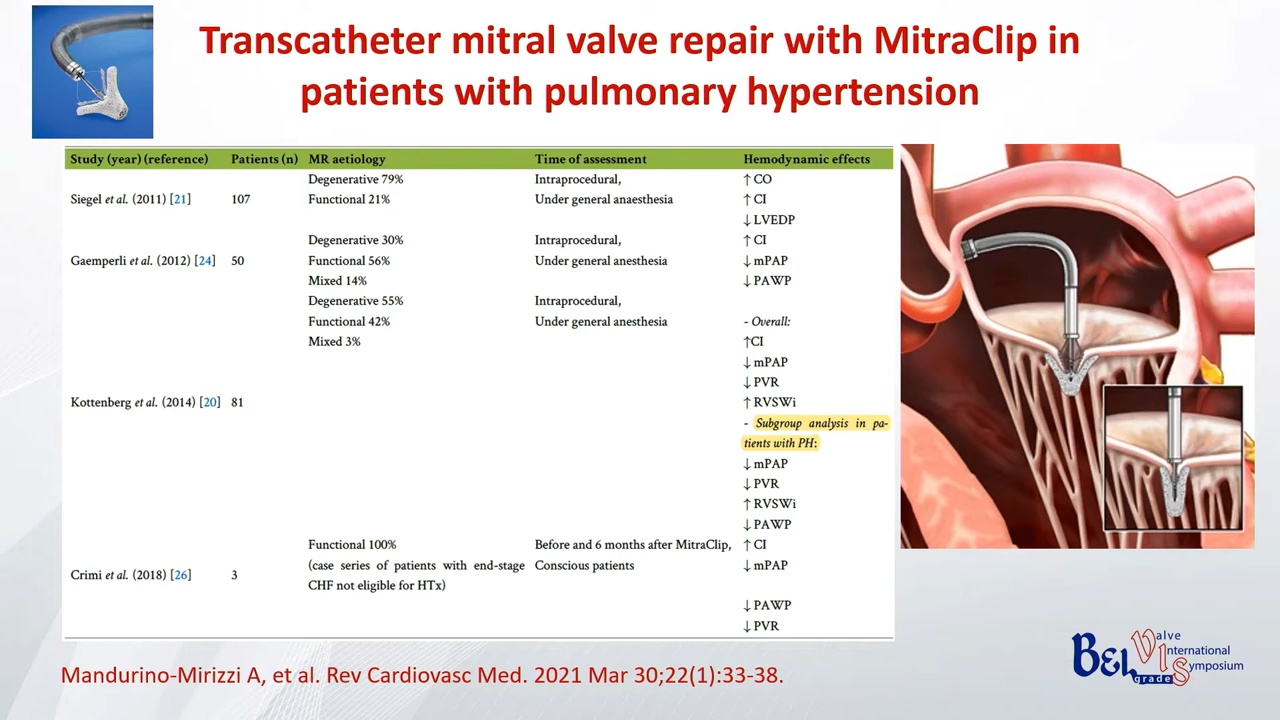 Transcatheter mitral valve repair with MitraClip in
patients with pulmonary hypertension
Study (year) (reference) Patients (n) MR aetiology Time of assessment Hemodynamic effects
Degenerative 79% Intraprocedural, ↑ CO
Siegel et al. (2011) [21] 107 Functional 21% Under general anaesthesia ↑ CI
↓ LVEDP
Degenerative 30% Intraprocedural, ↑ CI
Gaemperli et al. (2012) [24] 50 Functional 56% Under general anesthesia ↓ mPAP
Mixed 14% ↓ PAWP
Degenerative 55% Intraprocedural,
Functional 42% Under general anesthesia - Overall:
Mixed 3% ↑CI
↓ mPAP
↓ PVR
Kottenberg et al. (2014) [20] 81 ↑ RVSWi
- Subgroup analysis in pa-
tients with PH:
↓ mPAP
↓ PVR
↑ RVSWi
↓ PAWP
Functional 100% Before and 6 months after MitraClip, ↑ CI
(case series of patients with end-stage Conscious patients ↓ mPAP
Crimi et al. (2018) [26] 3 CHF not eligible for HTx)
↓ PAWP
↓ PVR
Mandurino-Mirizzi A, et al. Rev Cardiovasc Med. 2021 Mar 30;22(1):33-38.
BEL grade
Valve
International
Symposium